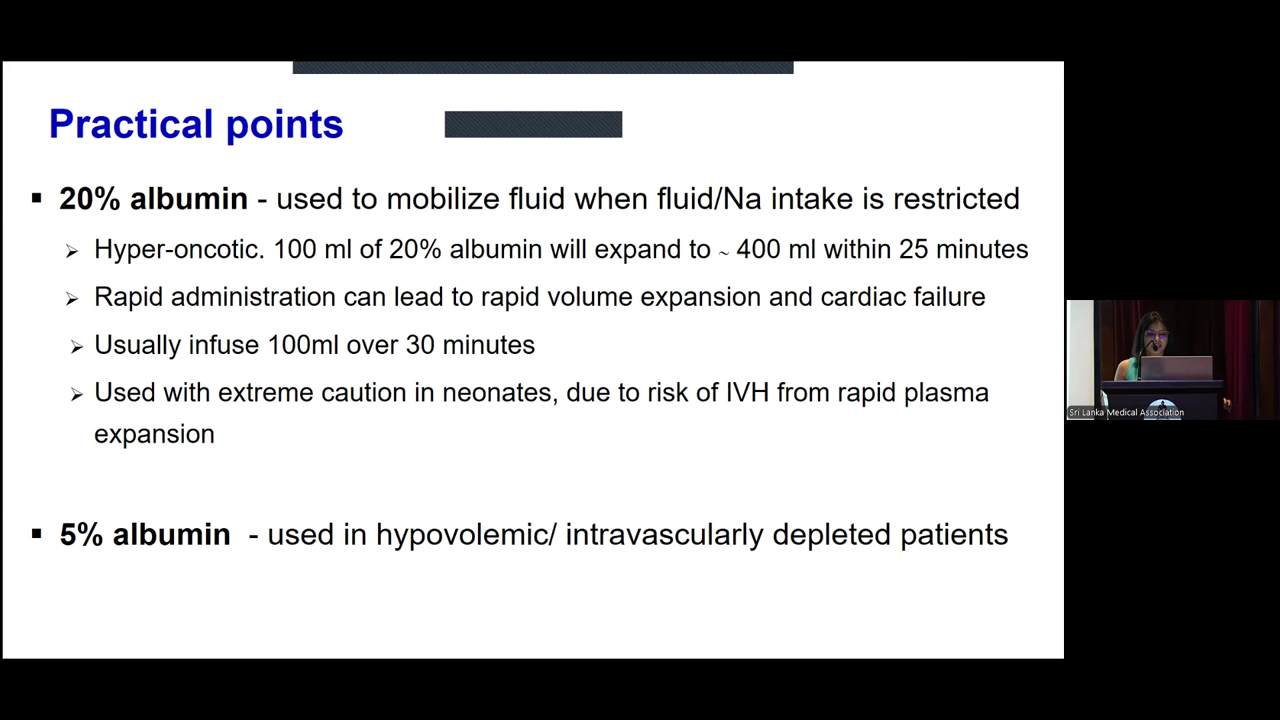 Practical points
▪ 20% albumin - used to mobilize fluid when fluid/Na intake is restricted
➢ Hyper-oncotic. 100 ml of 20% albumin will expand to ~ 400 ml within 25 minutes
➢ Rapid administration can lead to rapid volume expansion and cardiac failure
➢ Usually infuse 100ml over 30 minutes
➢ Used with extreme caution in neonates, due to risk of IVH from rapid plasma
expansion
▪ 5% albumin - used in hypovolemic/ intravascularly depleted patients
Sri Lanka Medical Association